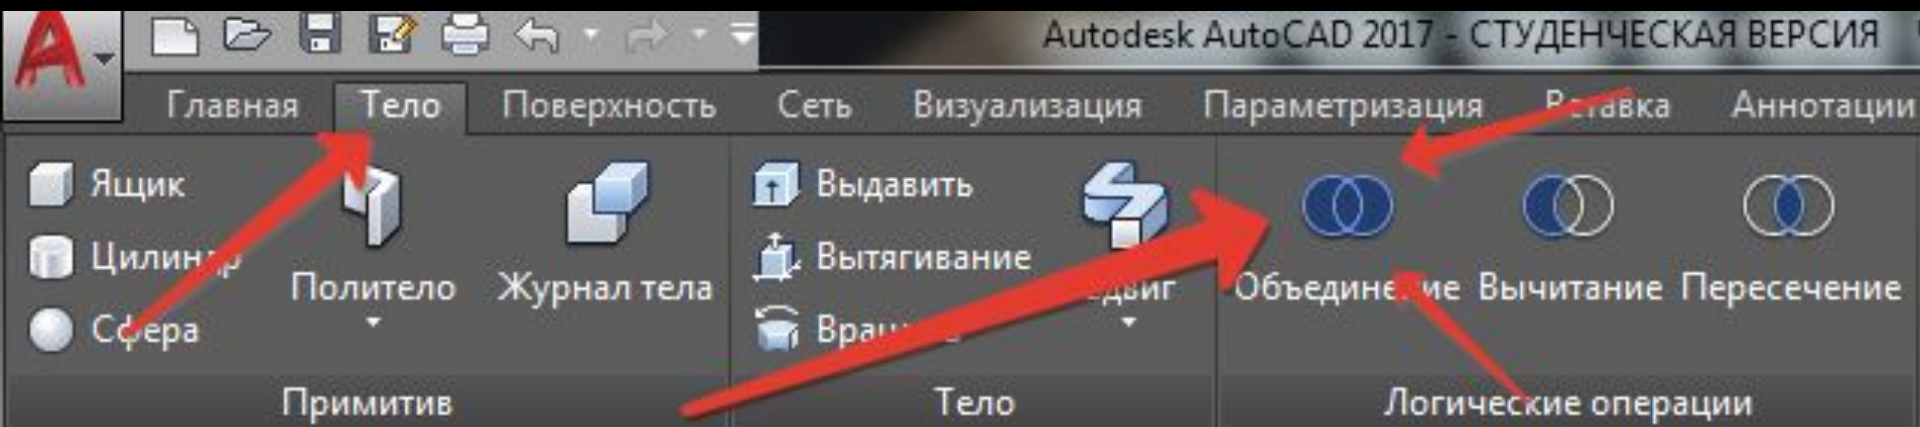 Autodesk AutoCAD 2017 - СТУДЕНЧЕСКАЯ ВЕРСИЯ
Главная Тело Поверхность Сеть Визуализация Параметризация Вставка Аннотации
Ящик
Цилиндр
Сфера
Политело
Журнал тела
Примитив
Выдавить
Вытягивание
Тело
Объединение Вычитание Пересечение
Логические операции